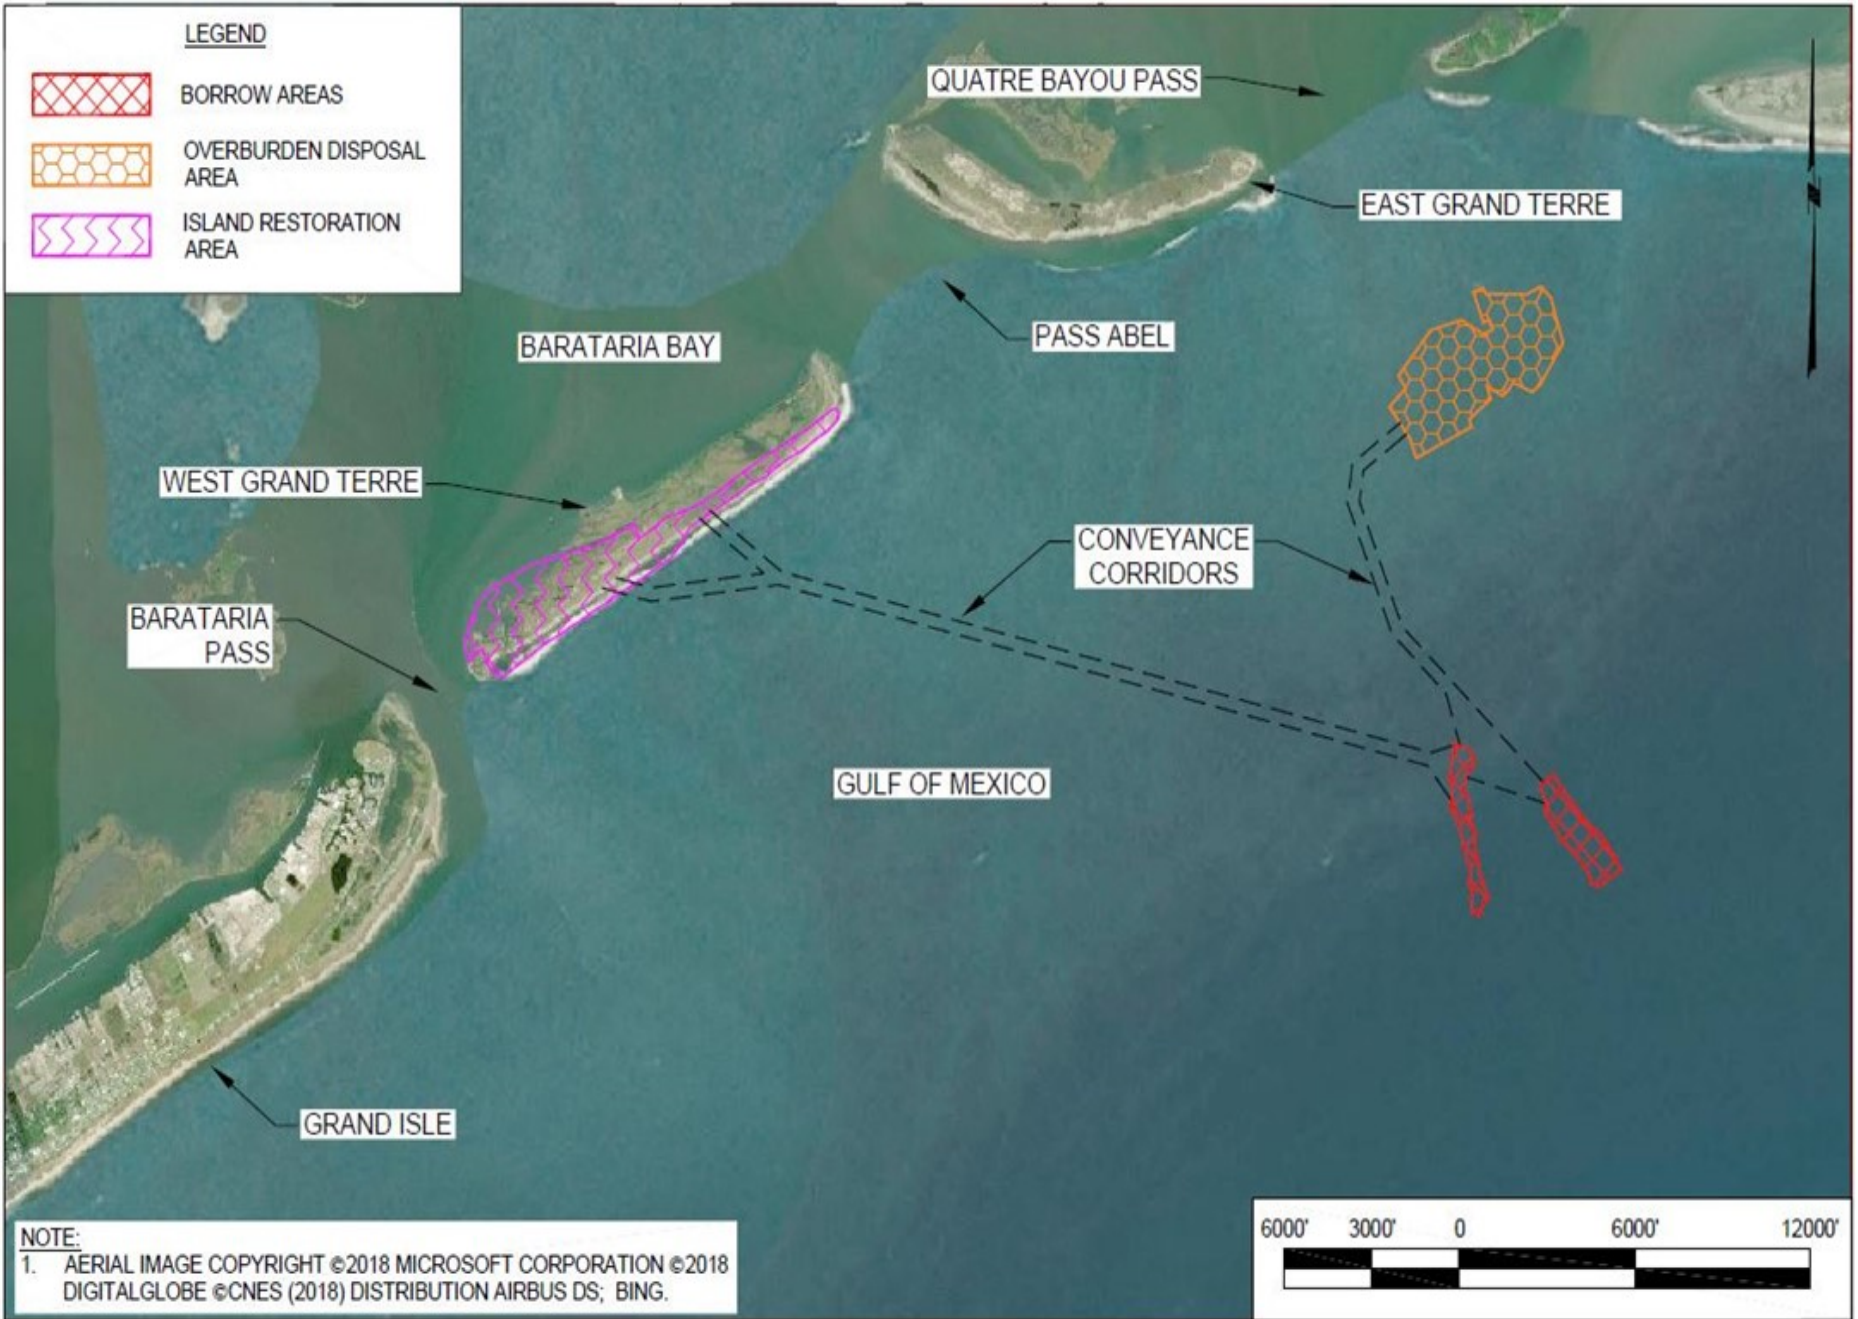 LEGEND
BORROW AREAS
OVERBURDEN DISPOSAL
AREA
ISLAND RESTORATION
AREA
QUATRE BAYOU PASS
EAST GRAND TERRE
PASS ABEL
BARATARIA BAY
WEST GRAND TERRE
CONVEYANCE
CORRIDORS
BARATARIA
PASS
GULF OF MEXICO
GRAND ISLE
NOTE:
1. AERIAL IMAGE COPYRIGHT ©2018 MICROSOFT CORPORATION ©2018
DIGITALGLOBE ©CNES (2018) DISTRIBUTION AIRBUS DS; BING.
6000' 3000' 0 6000' 12000'